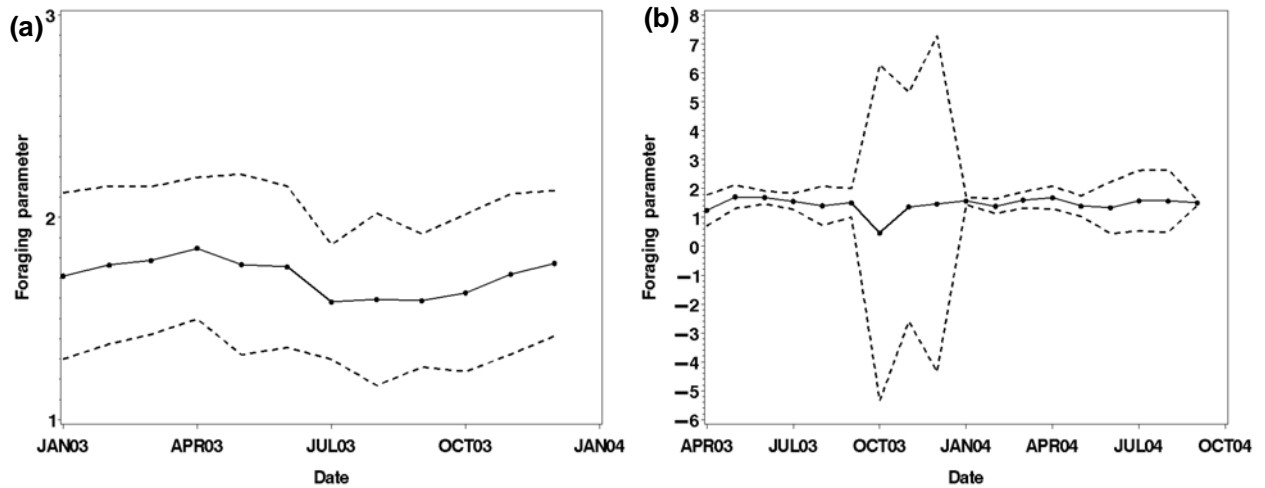 (a)
3
2
1
Foraging parameter
JAN03 APR03 JUL03 OCT03 JAN04
Date
(b)
8
7
6
5
4
3
2
1
0
−1
−2
−3
−4
−5
−6
Foraging parameter
APR03 JUL03 OCT03 JAN04 APR04 JUL04 OCT04
Date